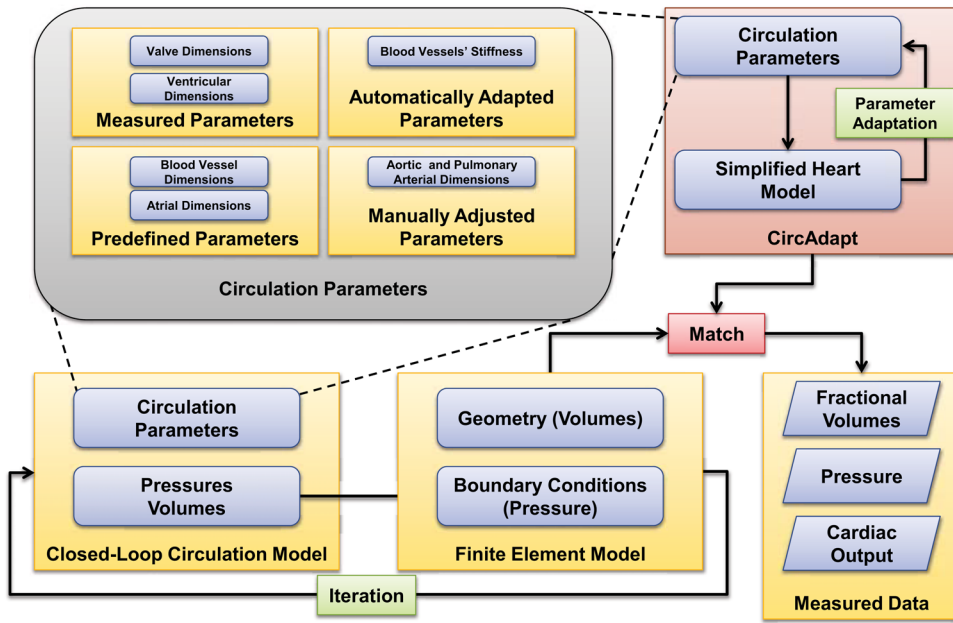 Valve Dimensions
Ventricular
Dimensions
Measured Parameters
Blood Vessels' Stiffness
Automatically Adapted
Parameters
Blood Vessel
Dimensions
Atrial Dimensions
Predefined Parameters
Aortic and Pulmonary
Arterial Dimensions
Manually Adjusted
Parameters
Circulation Parameters
Circulation
Parameters
Parameter
Adaptation
Simplified Heart
Model
CircAdapt
Match
Circulation
Parameters
Pressures
Volumes
Closed-Loop Circulation Model
Geometry (Volumes)
Boundary Conditions
(Pressure)
Finite Element Model
Iteration
Fractional
Volumes
Pressure
Cardiac
Output
Measured Data